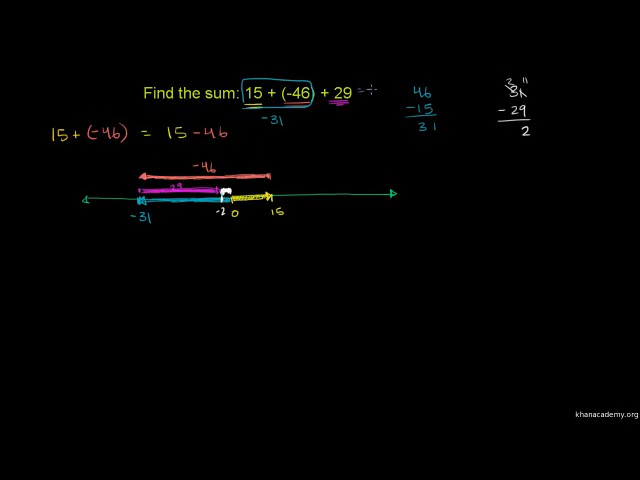 Find the sum: 15 + (-46) + 29 =
-31
15 + (-46) = 15 - 46
46
-15
31
3 11
31
- 29
2
-46
29
-31 -2 0 15
khanacademy.org